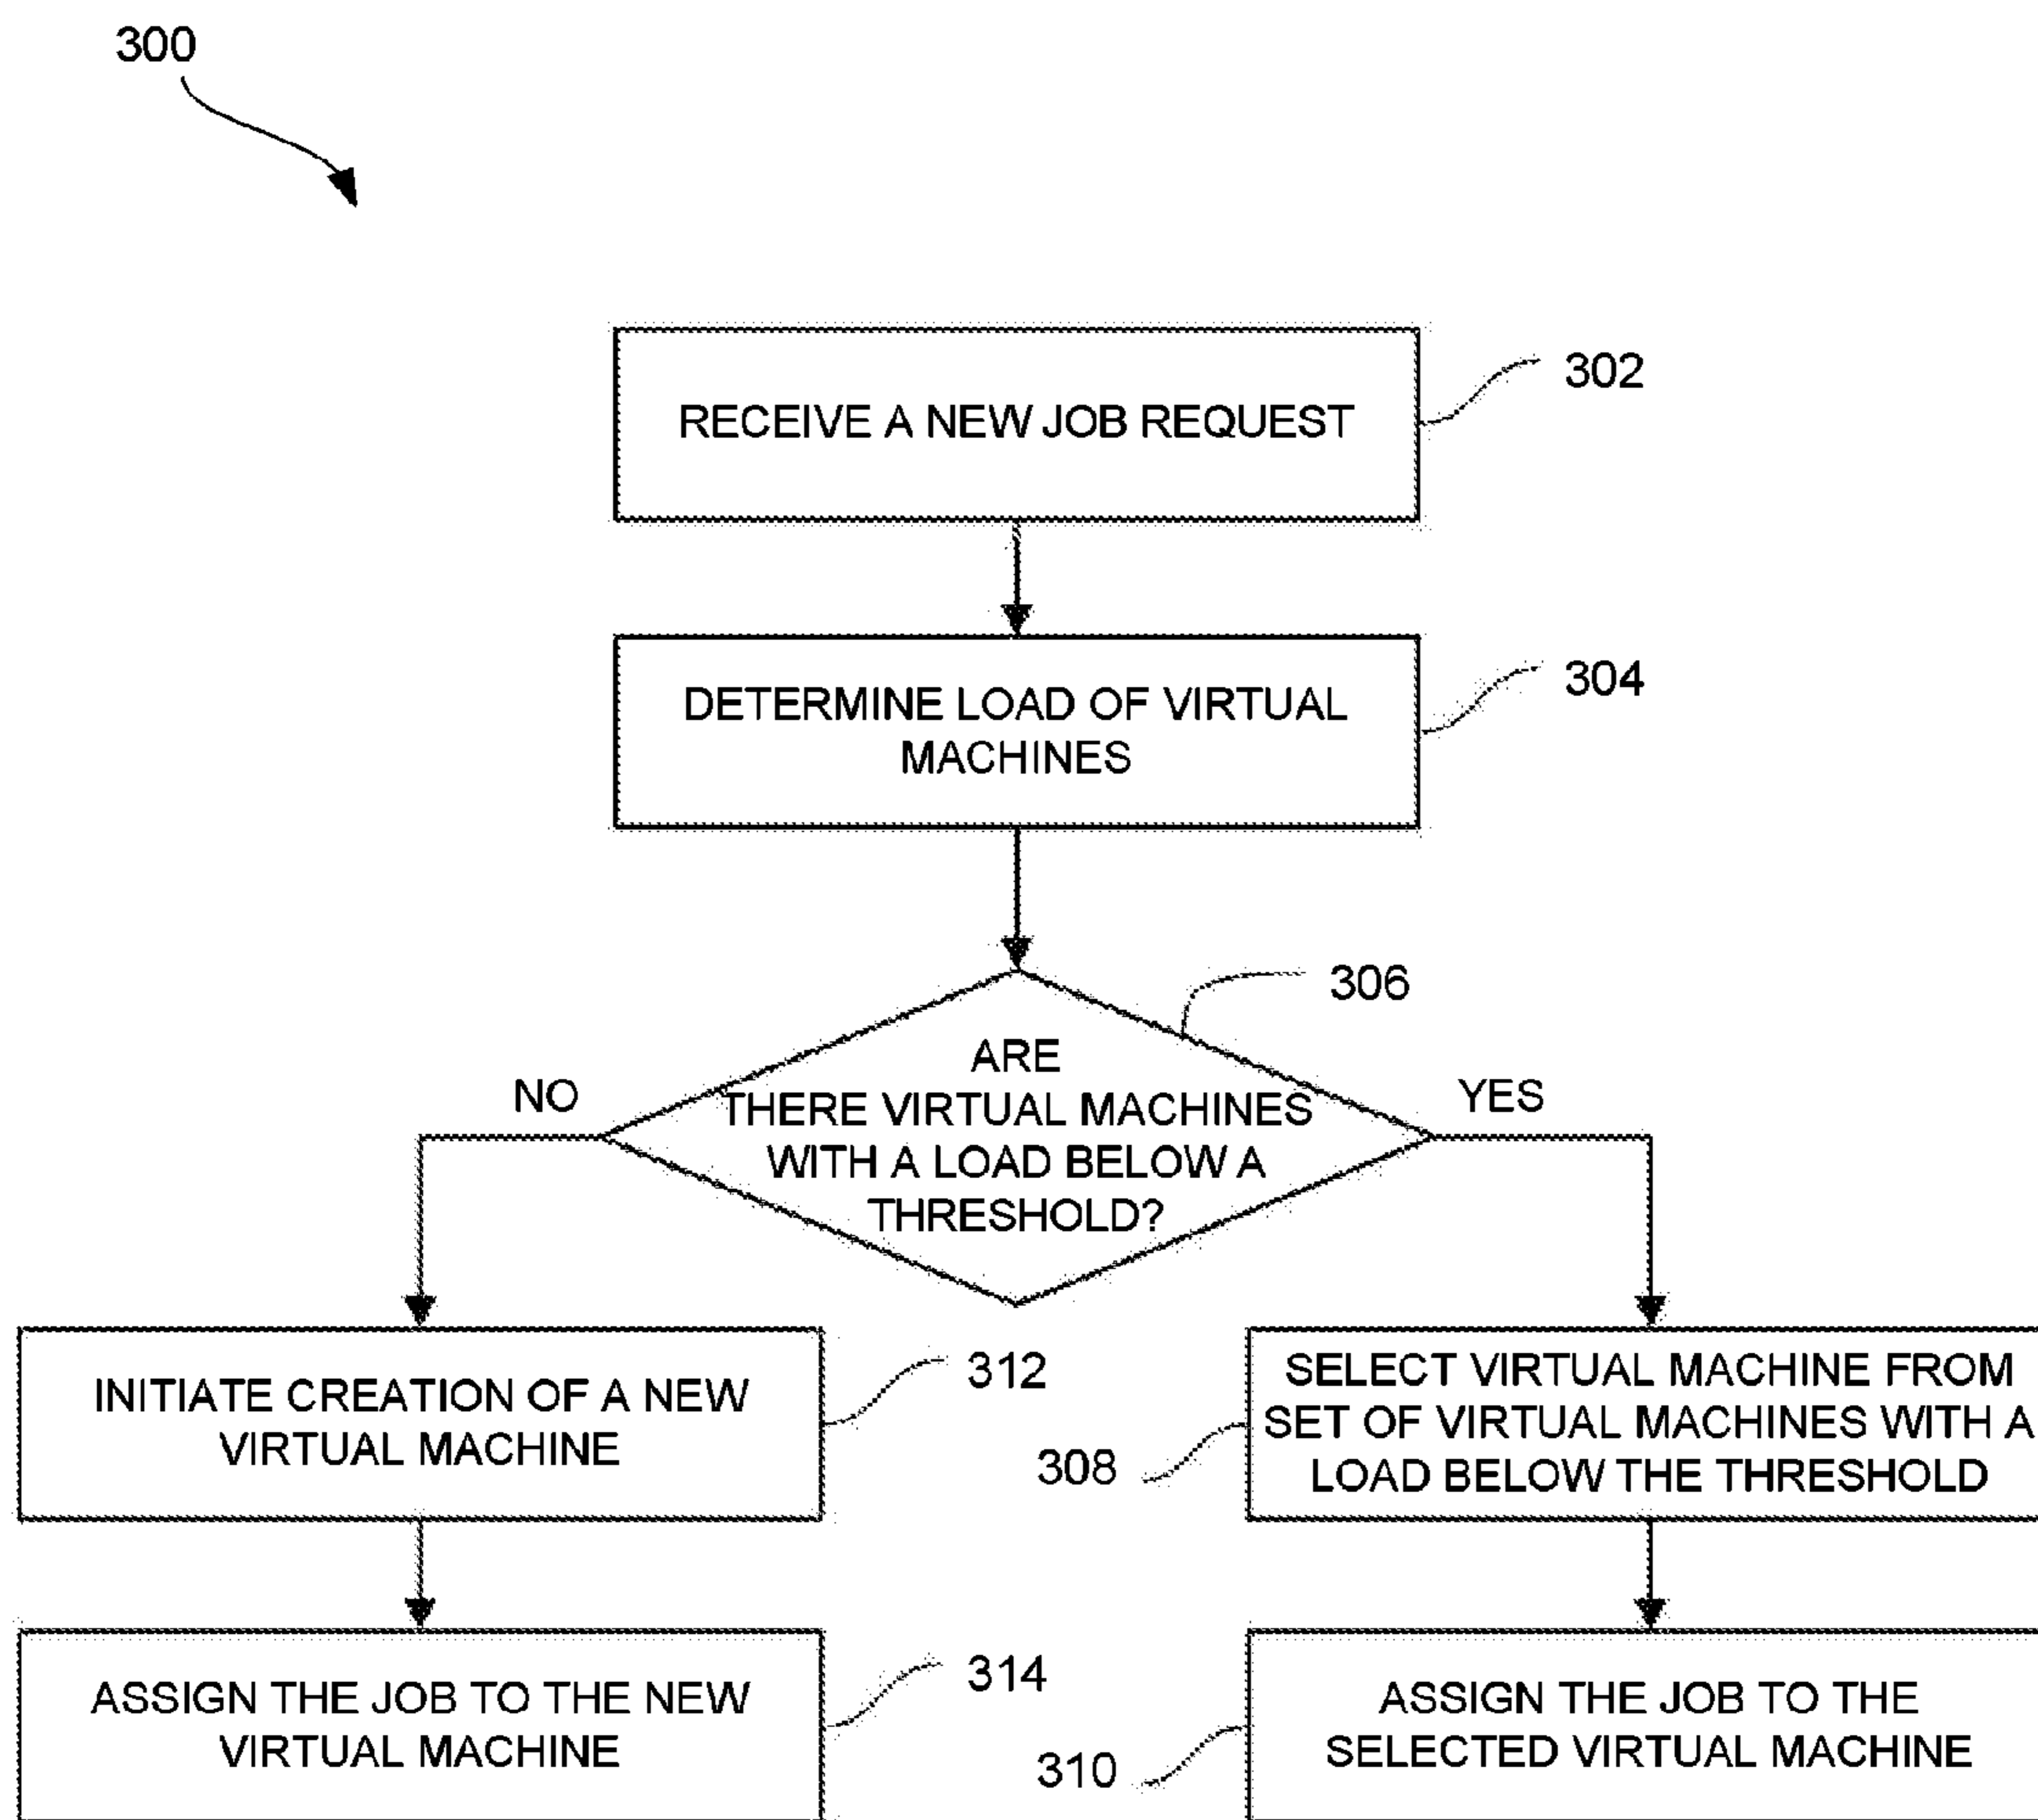 300
RECEIVE A NEW JOB REQUEST
302
DETERMINE LOAD OF VIRTUAL
MACHINES
304
306
ARE
THERE VIRTUAL MACHINES
WITH A LOAD BELOW A
THRESHOLD?
NO
YES
INITIATE CREATION OF A NEW
VIRTUAL MACHINE
312
SELECT VIRTUAL MACHINE FROM
SET OF VIRTUAL MACHINES WITH A
LOAD BELOW THE THRESHOLD
308
ASSIGN THE JOB TO THE NEW
VIRTUAL MACHINE
314
ASSIGN THE JOB TO THE
SELECTED VIRTUAL MACHINE
310